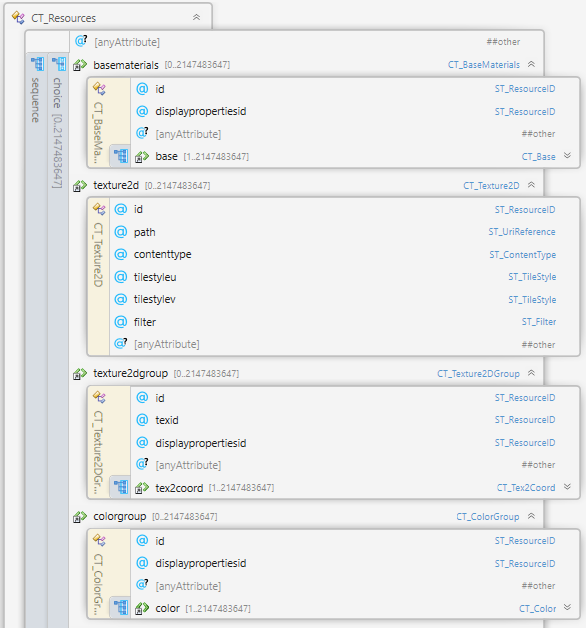 CT_Resources
[anyAttribute] ##other
basematerials [0..2147483647] CT_BaseMaterials
id ST_ResourceID
displaypropertiesid ST_ResourceID
[anyAttribute] ##other
base [1..2147483647] CT_Base
CT_BaseMa...
texture2d [0..2147483647] CT_Texture2D
id ST_ResourceID
path ST_UriReference
contenttype ST_ContentType
tilestyleu ST_TileStyle
tilestylev ST_TileStyle
filter ST_Filter
[anyAttribute] ##other
CT_Texture2D
texture2dgroup [0..2147483647] CT_Texture2DGroup
id ST_ResourceID
texid ST_ResourceID
displaypropertiesid ST_ResourceID
[anyAttribute] ##other
tex2coord [1..2147483647] CT_Tex2Coord
CT_Texture2DGr...
colorgroup [0..2147483647] CT_ColorGroup
id ST_ResourceID
displaypropertiesid ST_ResourceID
[anyAttribute] ##other
color [1..2147483647] CT_Color
CT_ColorGr...
sequence
choice [0..2147483647]